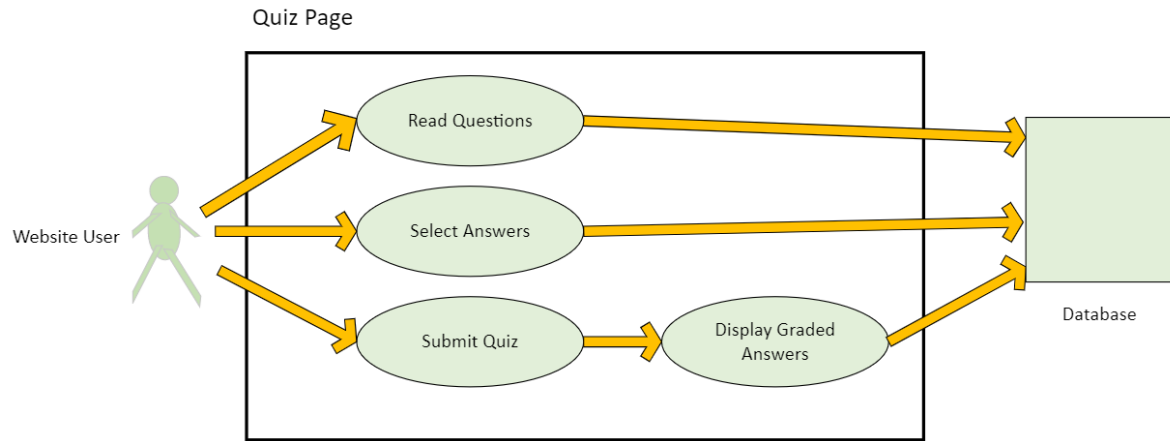 Quiz Page
Read Questions
Website User
Select Answers
Submit Quiz
Display Graded
Answers
Database